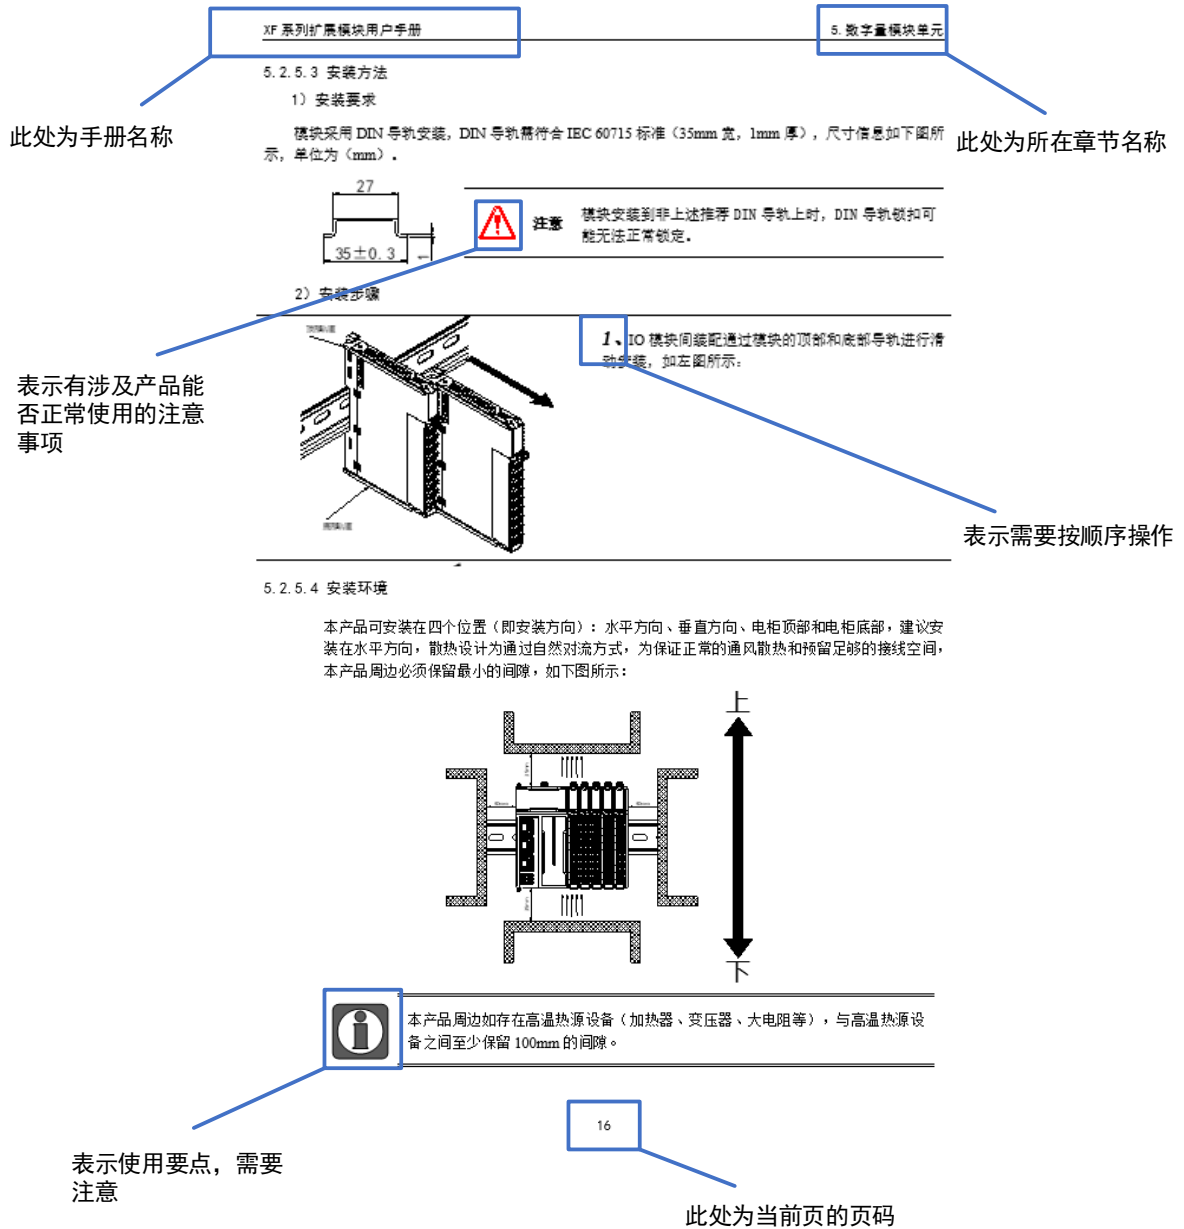 XF 系列扩展模块用户手册
5. 数字量模块单元
此处为手册名称
此处为所在章节名称
5.2.5.3 安装方法
1）安装要求
模块采用 DIN 导轨安装，DIN 导轨需符合 IEC 60715 标准（35mm 宽，1mm 厚），尺寸信息如下图所
示，单位为（mm）。
27
35±0.3
1
注意
模块安装到非上述推荐 DIN 导轨上时，DIN 导轨锁扣可
能无法正常锁定。
2）安装步骤
表示有涉及产品能
否正常使用的注意
事项
1、IO 模块间装配通过模块的顶部和底部导轨进行滑
动安装，如左图所示：
表示需要按顺序操作
5.2.5.4 安装环境
本产品可安装在四个位置（即安装方向）：水平方向、垂直方向、电柜顶部和电柜底部，建议安
装在水平方向，散热设计为通过自然对流方式，为保证正常的通风散热和预留足够的接线空间，
本产品周边必须保留最小的间隙，如下图所示：
上
下
本产品周边如存在高温热源设备（加热器、变压器、大电阻等），与高温热源设
备之间至少保留 100mm 的间隙。
表示使用要点，需要
注意
16
此处为当前页的页码